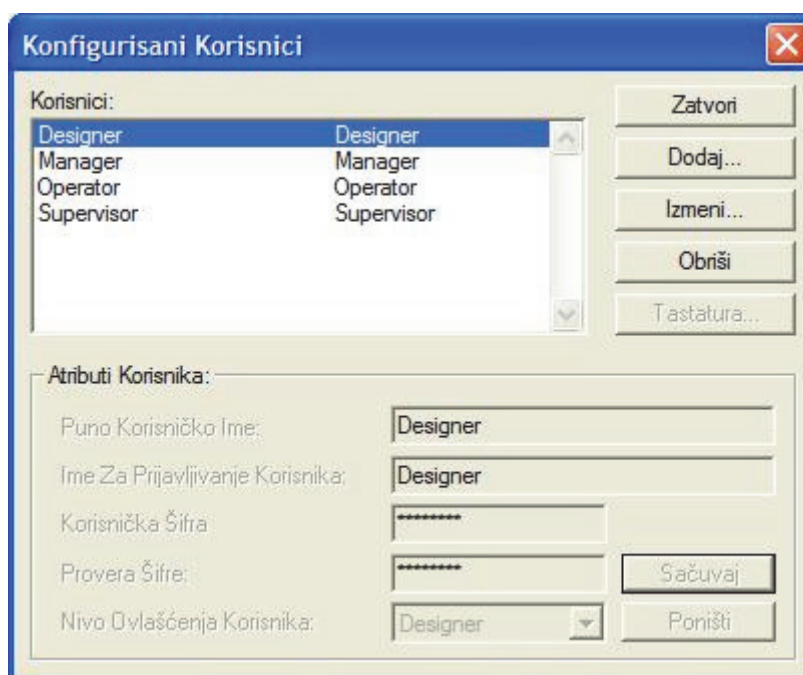 Konfigurisani Korisnici
Korisnici:
Designer Designer
Manager Manager
Operator Operator
Supervisor Supervisor
Zatvori
Dodaj...
Izmeni...
Obriši
Tastatura...
Atributi Korisnika:
Puno Korisničko Ime: Designer
Ime Za Prijavljivanje Korisnika: Designer
Korisnička Šifra ********
Provera Šifre: ******** Sačuvaj
Nivo Ovlašćenja Korisnika: Designer Poništi